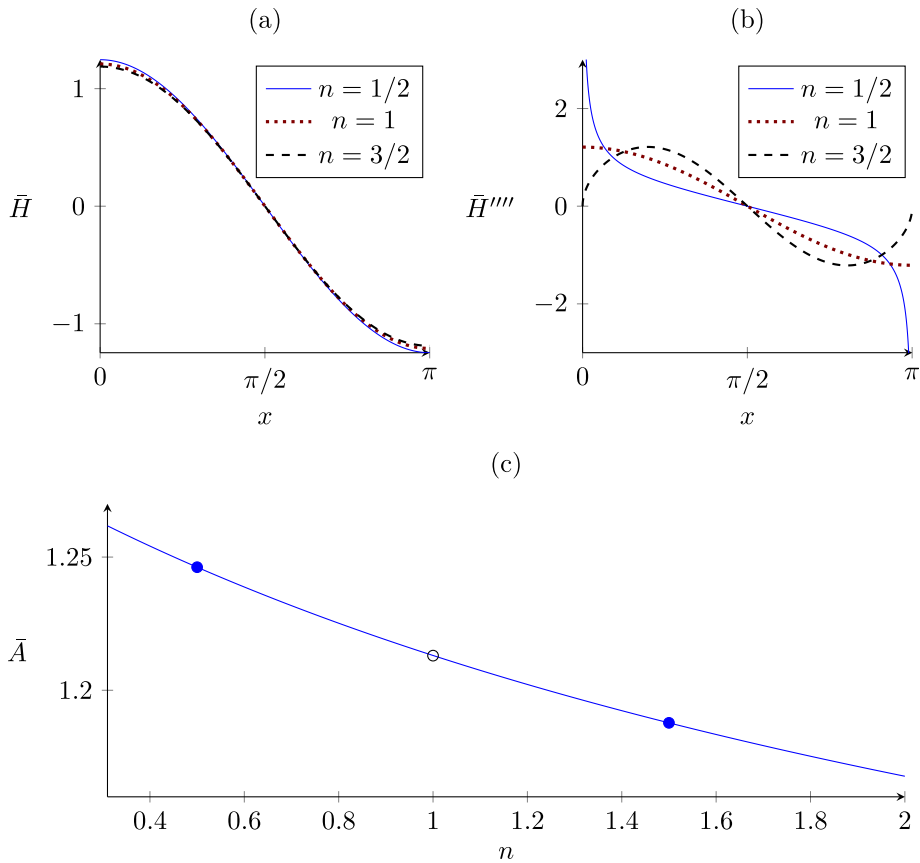 (a)
H̄
1
0
−1
0
π/2
π
x
n = 1/2
n = 1
n = 3/2
(b)
H̄′′′′
2
0
−2
0
π/2
π
x
n = 1/2
n = 1
n = 3/2
(c)
Ā
1.25
1.2
0.4
0.6
0.8
1
1.2
1.4
1.6
1.8
2
n